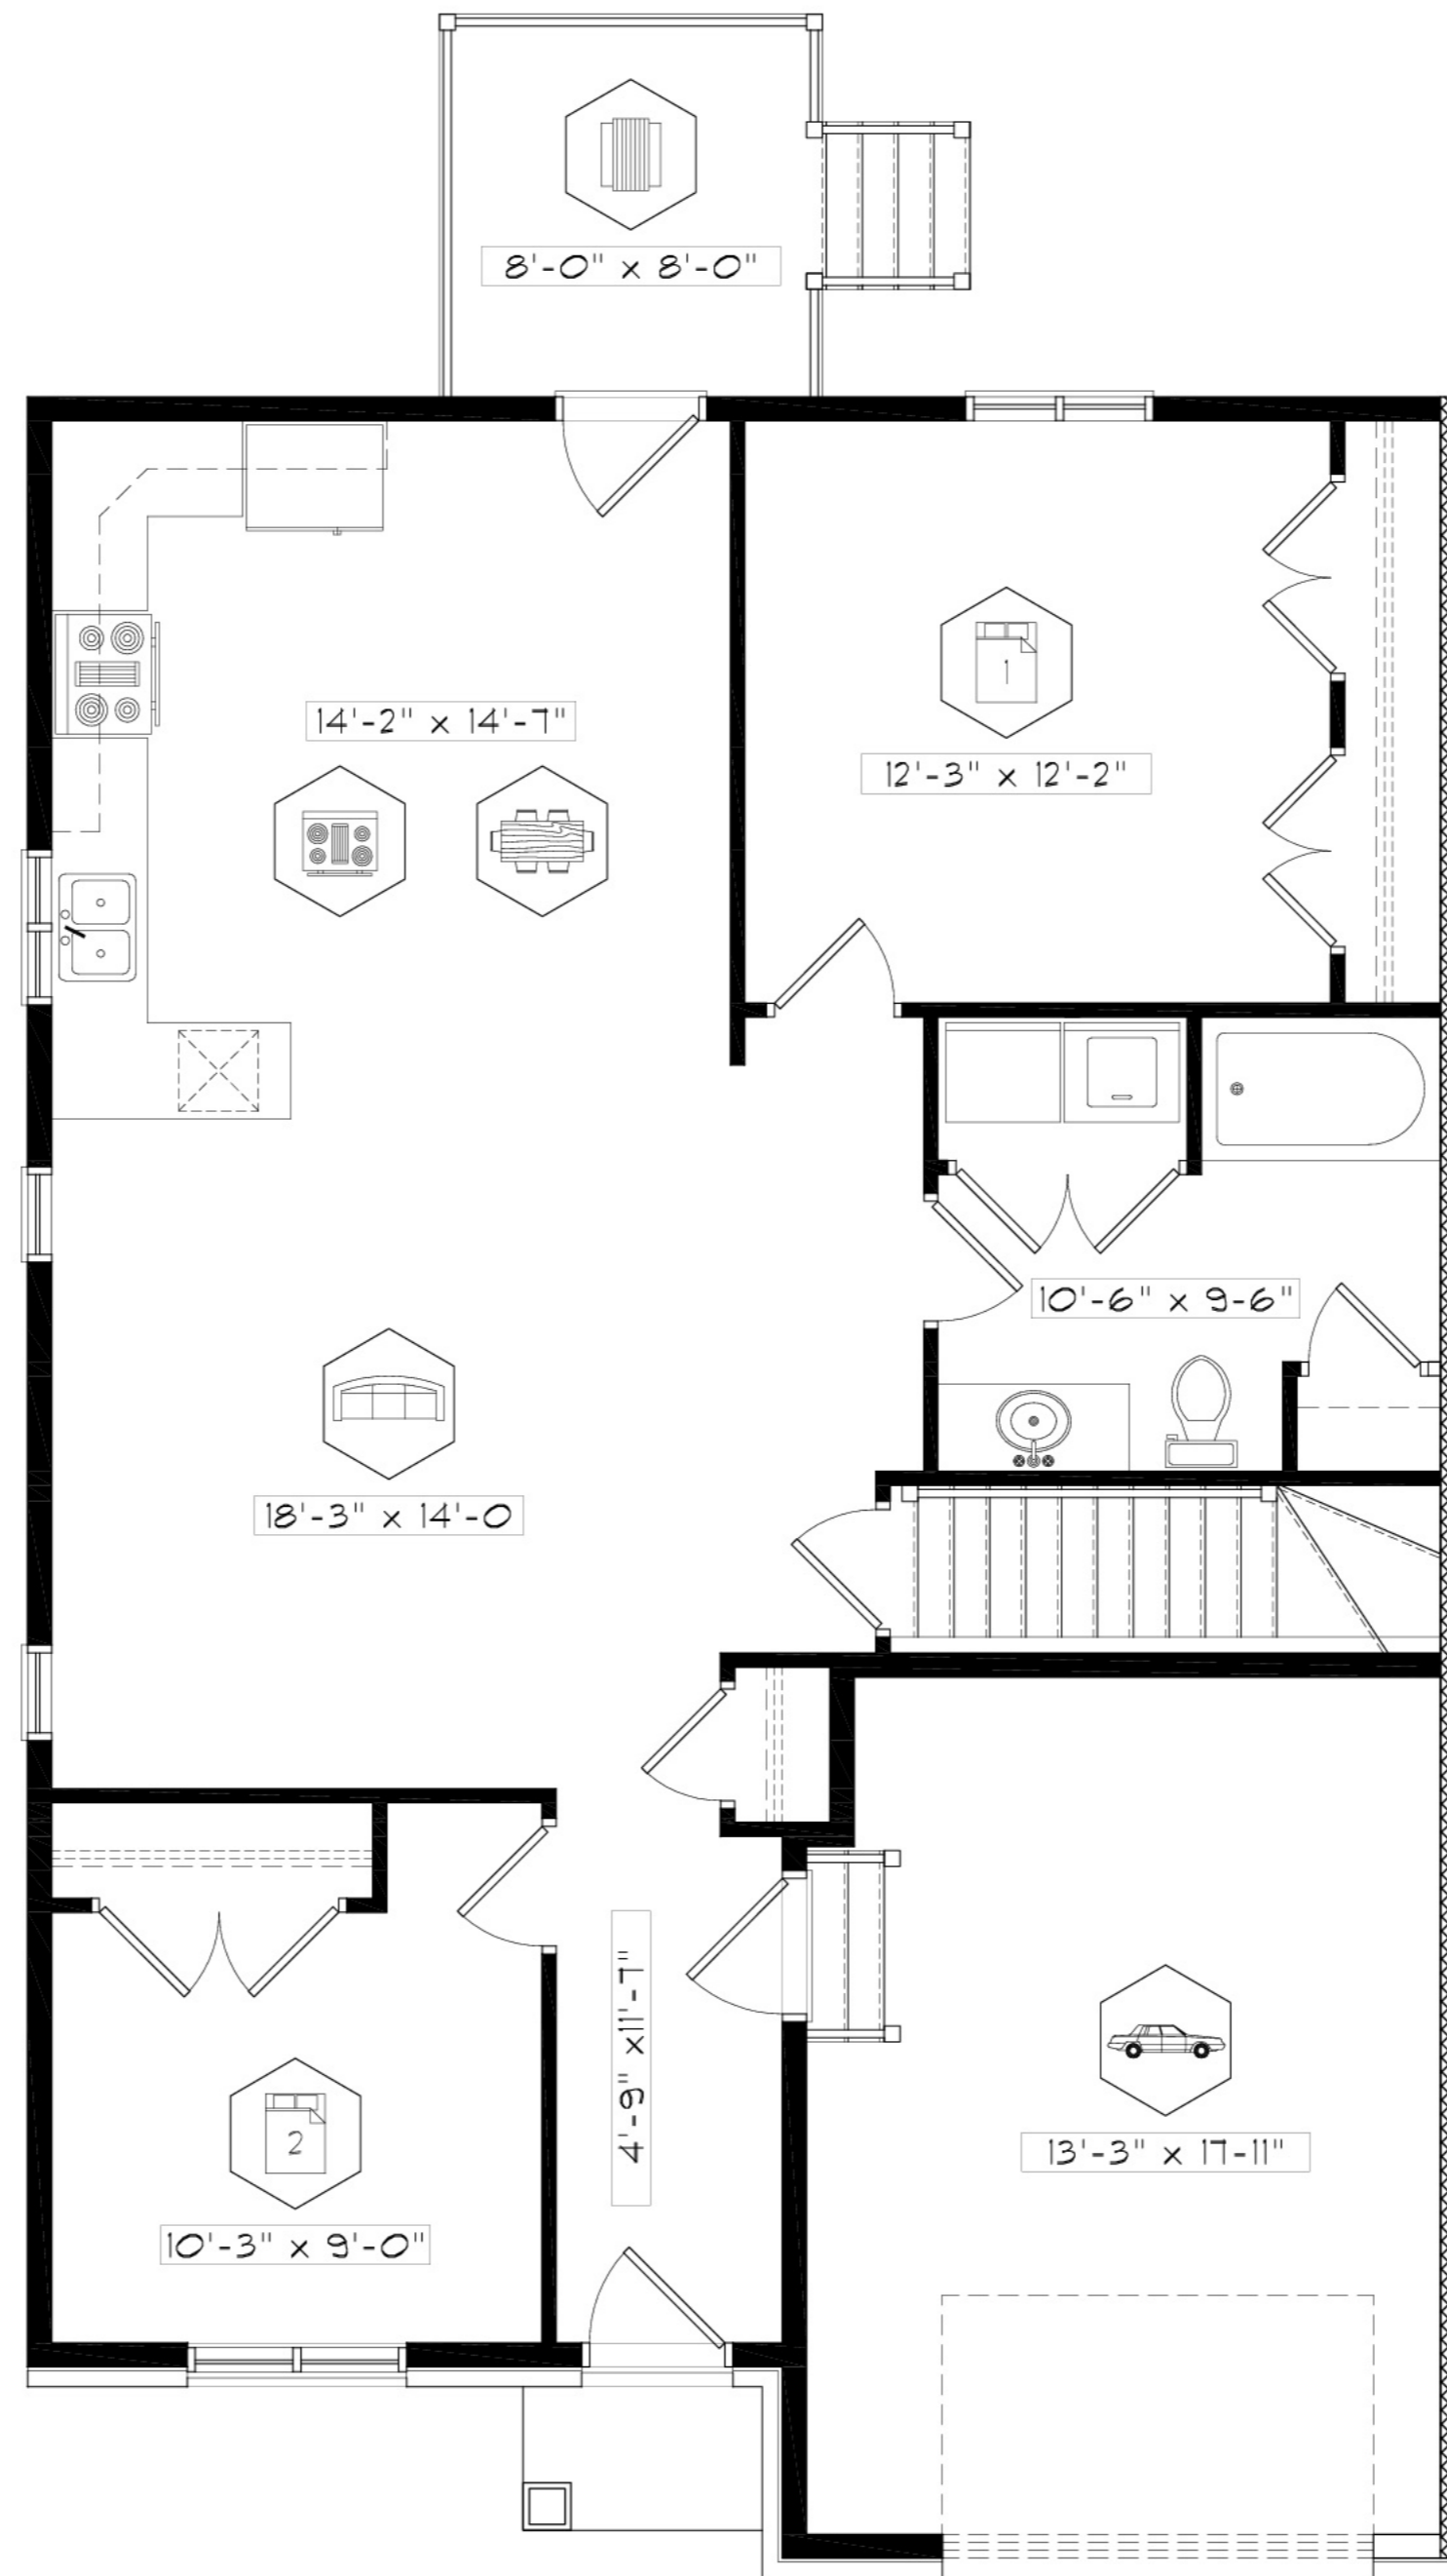 8'-0" x 8'-0"
14'-2" x 14'-7"
1
12'-3" x 12'-2"
10'-6" x 9-6"
18'-3" x 14'-0
4'-9" x11'-7"
2
10'-3" x 9'-0"
13'-3" x 17-11"